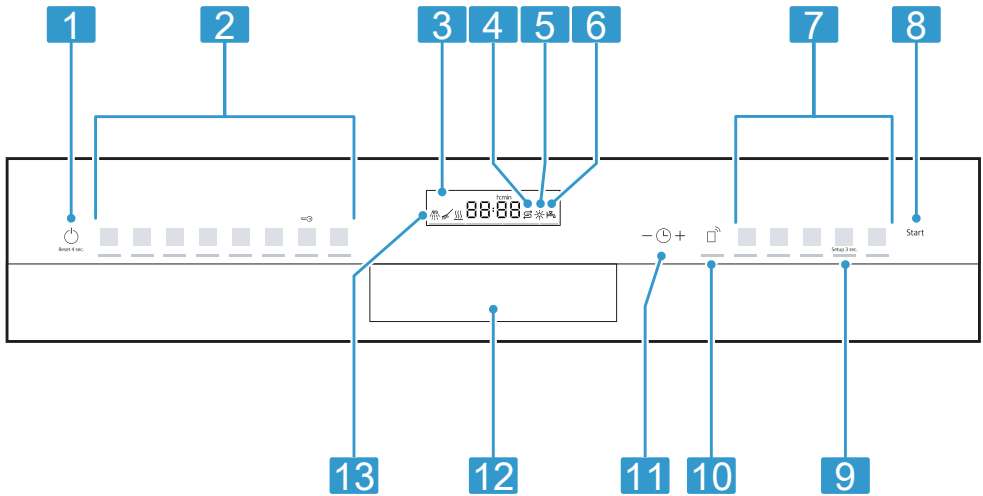 1 2 3 4 5 6 7 8
h:min
88:88
Reset 4 sec.
− +
Setup 3 sec.
Start
13 12 11 10 9